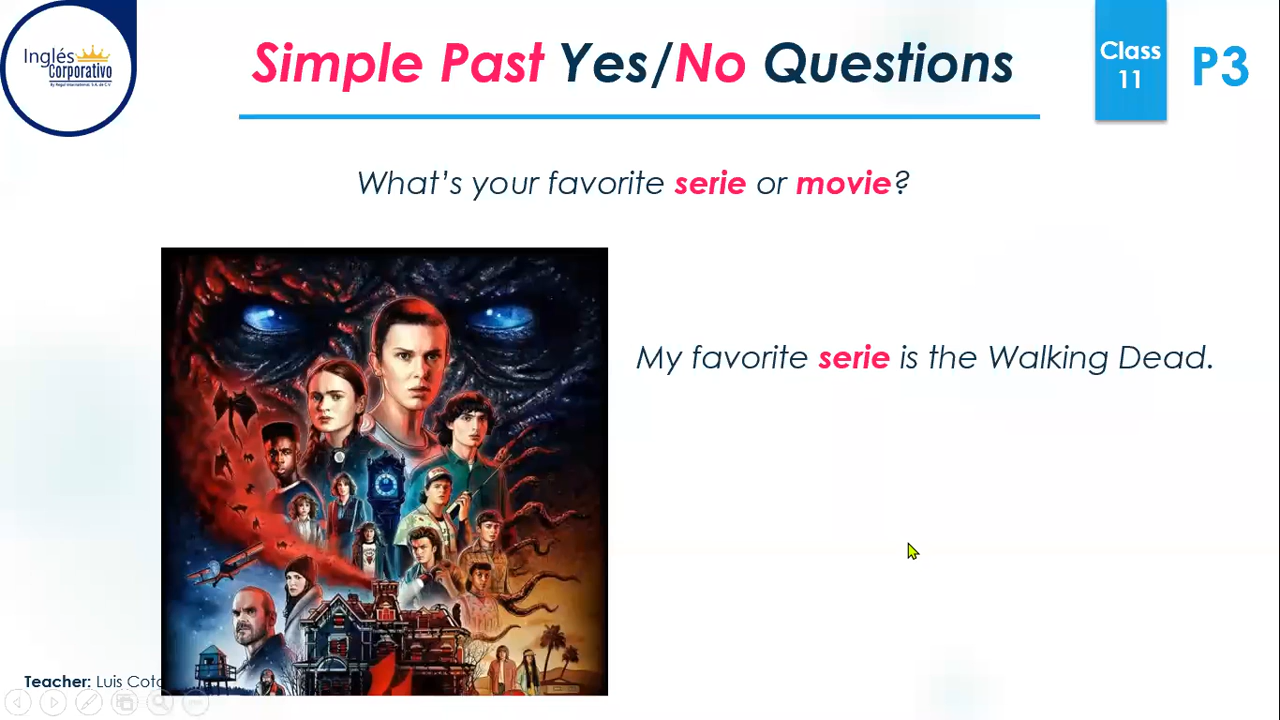 Inglés
Corporativo
Simple Past Yes/No Questions
Class
11
P3
What's your favorite serie or movie?
My favorite serie is the Walking Dead.
Teacher: Luis